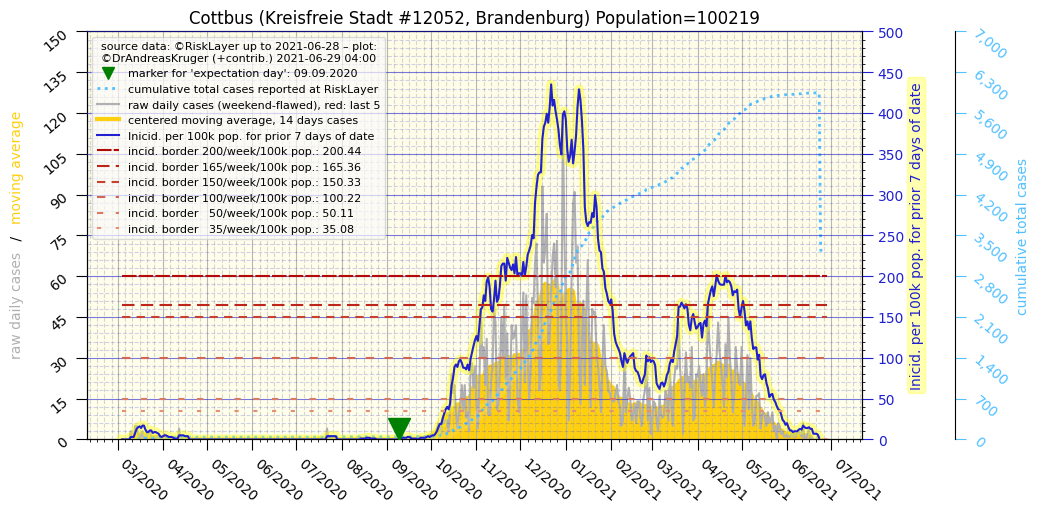 Cottbus (Kreisfreie Stadt #12052, Brandenburg) Population=100219
source data: ©RiskLayer up to 2021-06-28 – plot:
©DrAndreasKruger (+contrib.) 2021-06-29 04:00
marker for 'expectation day': 09.09.2020
cumulative total cases reported at RiskLayer
raw daily cases (weekend-flawed), red: last 5
centered moving average, 14 days cases
Inicid. per 100k pop. for prior 7 days of date
incid. border 200/week/100k pop.: 200.44
incid. border 165/week/100k pop.: 165.36
incid. border 150/week/100k pop.: 150.33
incid. border 100/week/100k pop.: 100.22
incid. border   50/week/100k pop.: 50.11
incid. border   35/week/100k pop.: 35.08
raw daily cases / moving average
150
135
120
105
90
75
60
45
30
15
0
500
450
400
350
300
250
200
150
100
50
0
Inicid. per 100k pop. for prior 7 days of date
7,000
6,300
5,600
4,900
4,200
3,500
2,800
2,100
1,400
700
0
cumulative total cases
03/2020
04/2020
05/2020
06/2020
07/2020
08/2020
09/2020
10/2020
11/2020
12/2020
01/2021
02/2021
03/2021
04/2021
05/2021
06/2021
07/2021